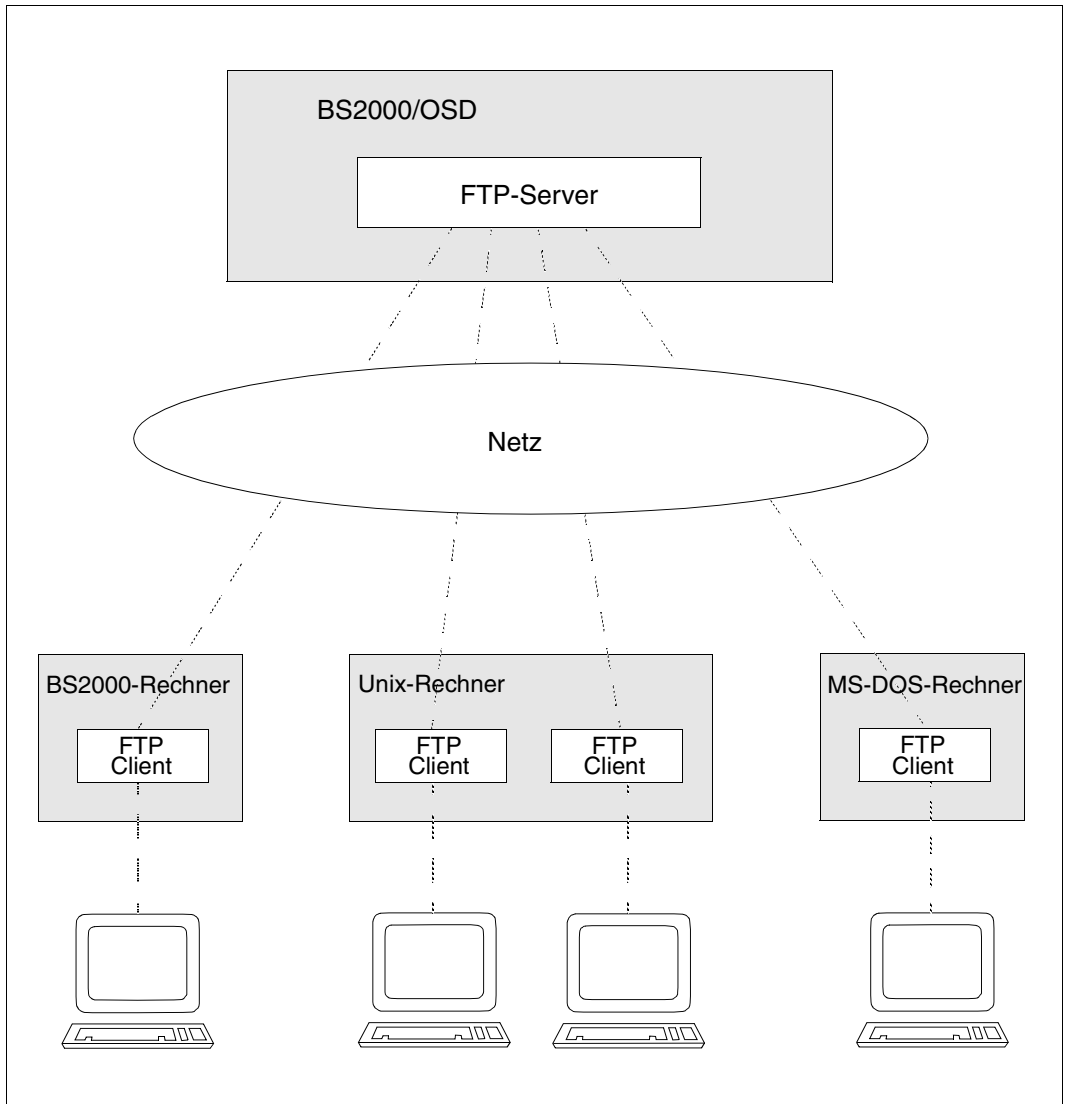 BS2000/OSD
FTP-Server
Netz
BS2000-Rechner
Unix-Rechner
MS-DOS-Rechner
FTP
Client
FTP
Client
FTP
Client
FTP
Client